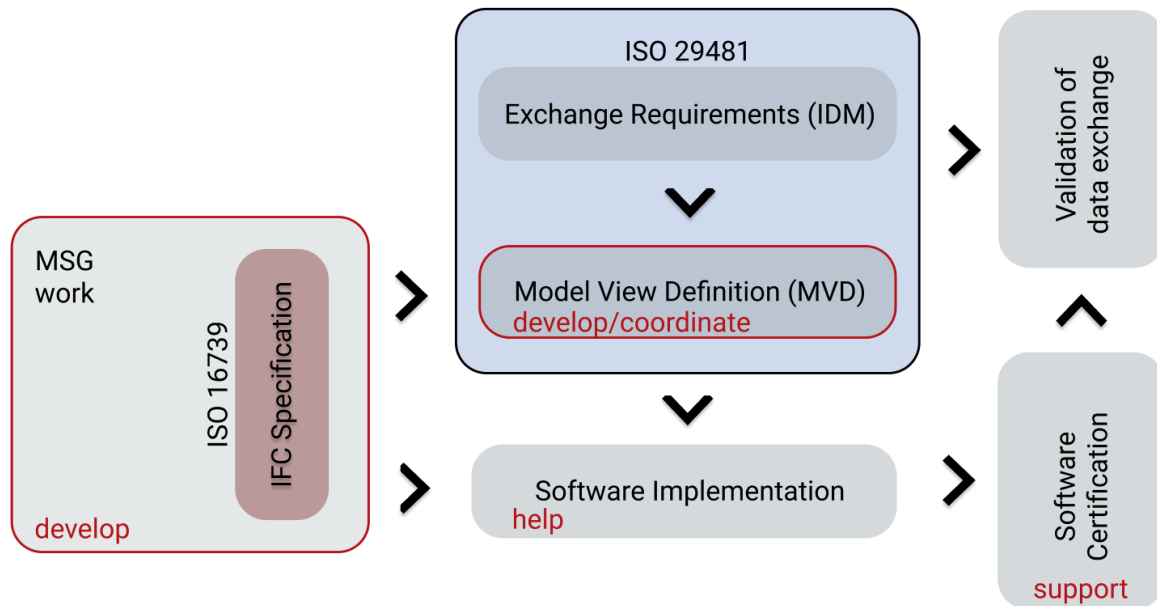 MSG
work
ISO 16739
IFC Specification
develop
ISO 29481
Exchange Requirements (IDM)
Model View Definition (MVD)
develop/coordinate
Software Implementation
help
Validation of
data exchange
Software
Certification
support